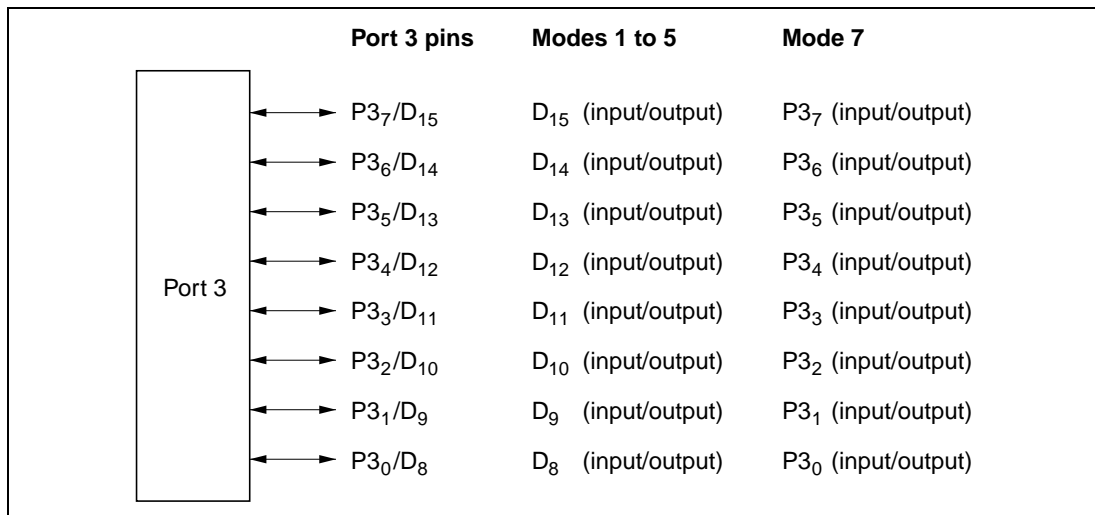 Port 3 pins Modes 1 to 5 Mode 7
P3₇/D₁₅ D₁₅ (input/output) P3₇ (input/output)
P3₆/D₁₄ D₁₄ (input/output) P3₆ (input/output)
P3₅/D₁₃ D₁₃ (input/output) P3₅ (input/output)
P3₄/D₁₂ D₁₂ (input/output) P3₄ (input/output)
Port 3
P3₃/D₁₁ D₁₁ (input/output) P3₃ (input/output)
P3₂/D₁₀ D₁₀ (input/output) P3₂ (input/output)
P3₁/D₉ D₉ (input/output) P3₁ (input/output)
P3₀/D₈ D₈ (input/output) P3₀ (input/output)